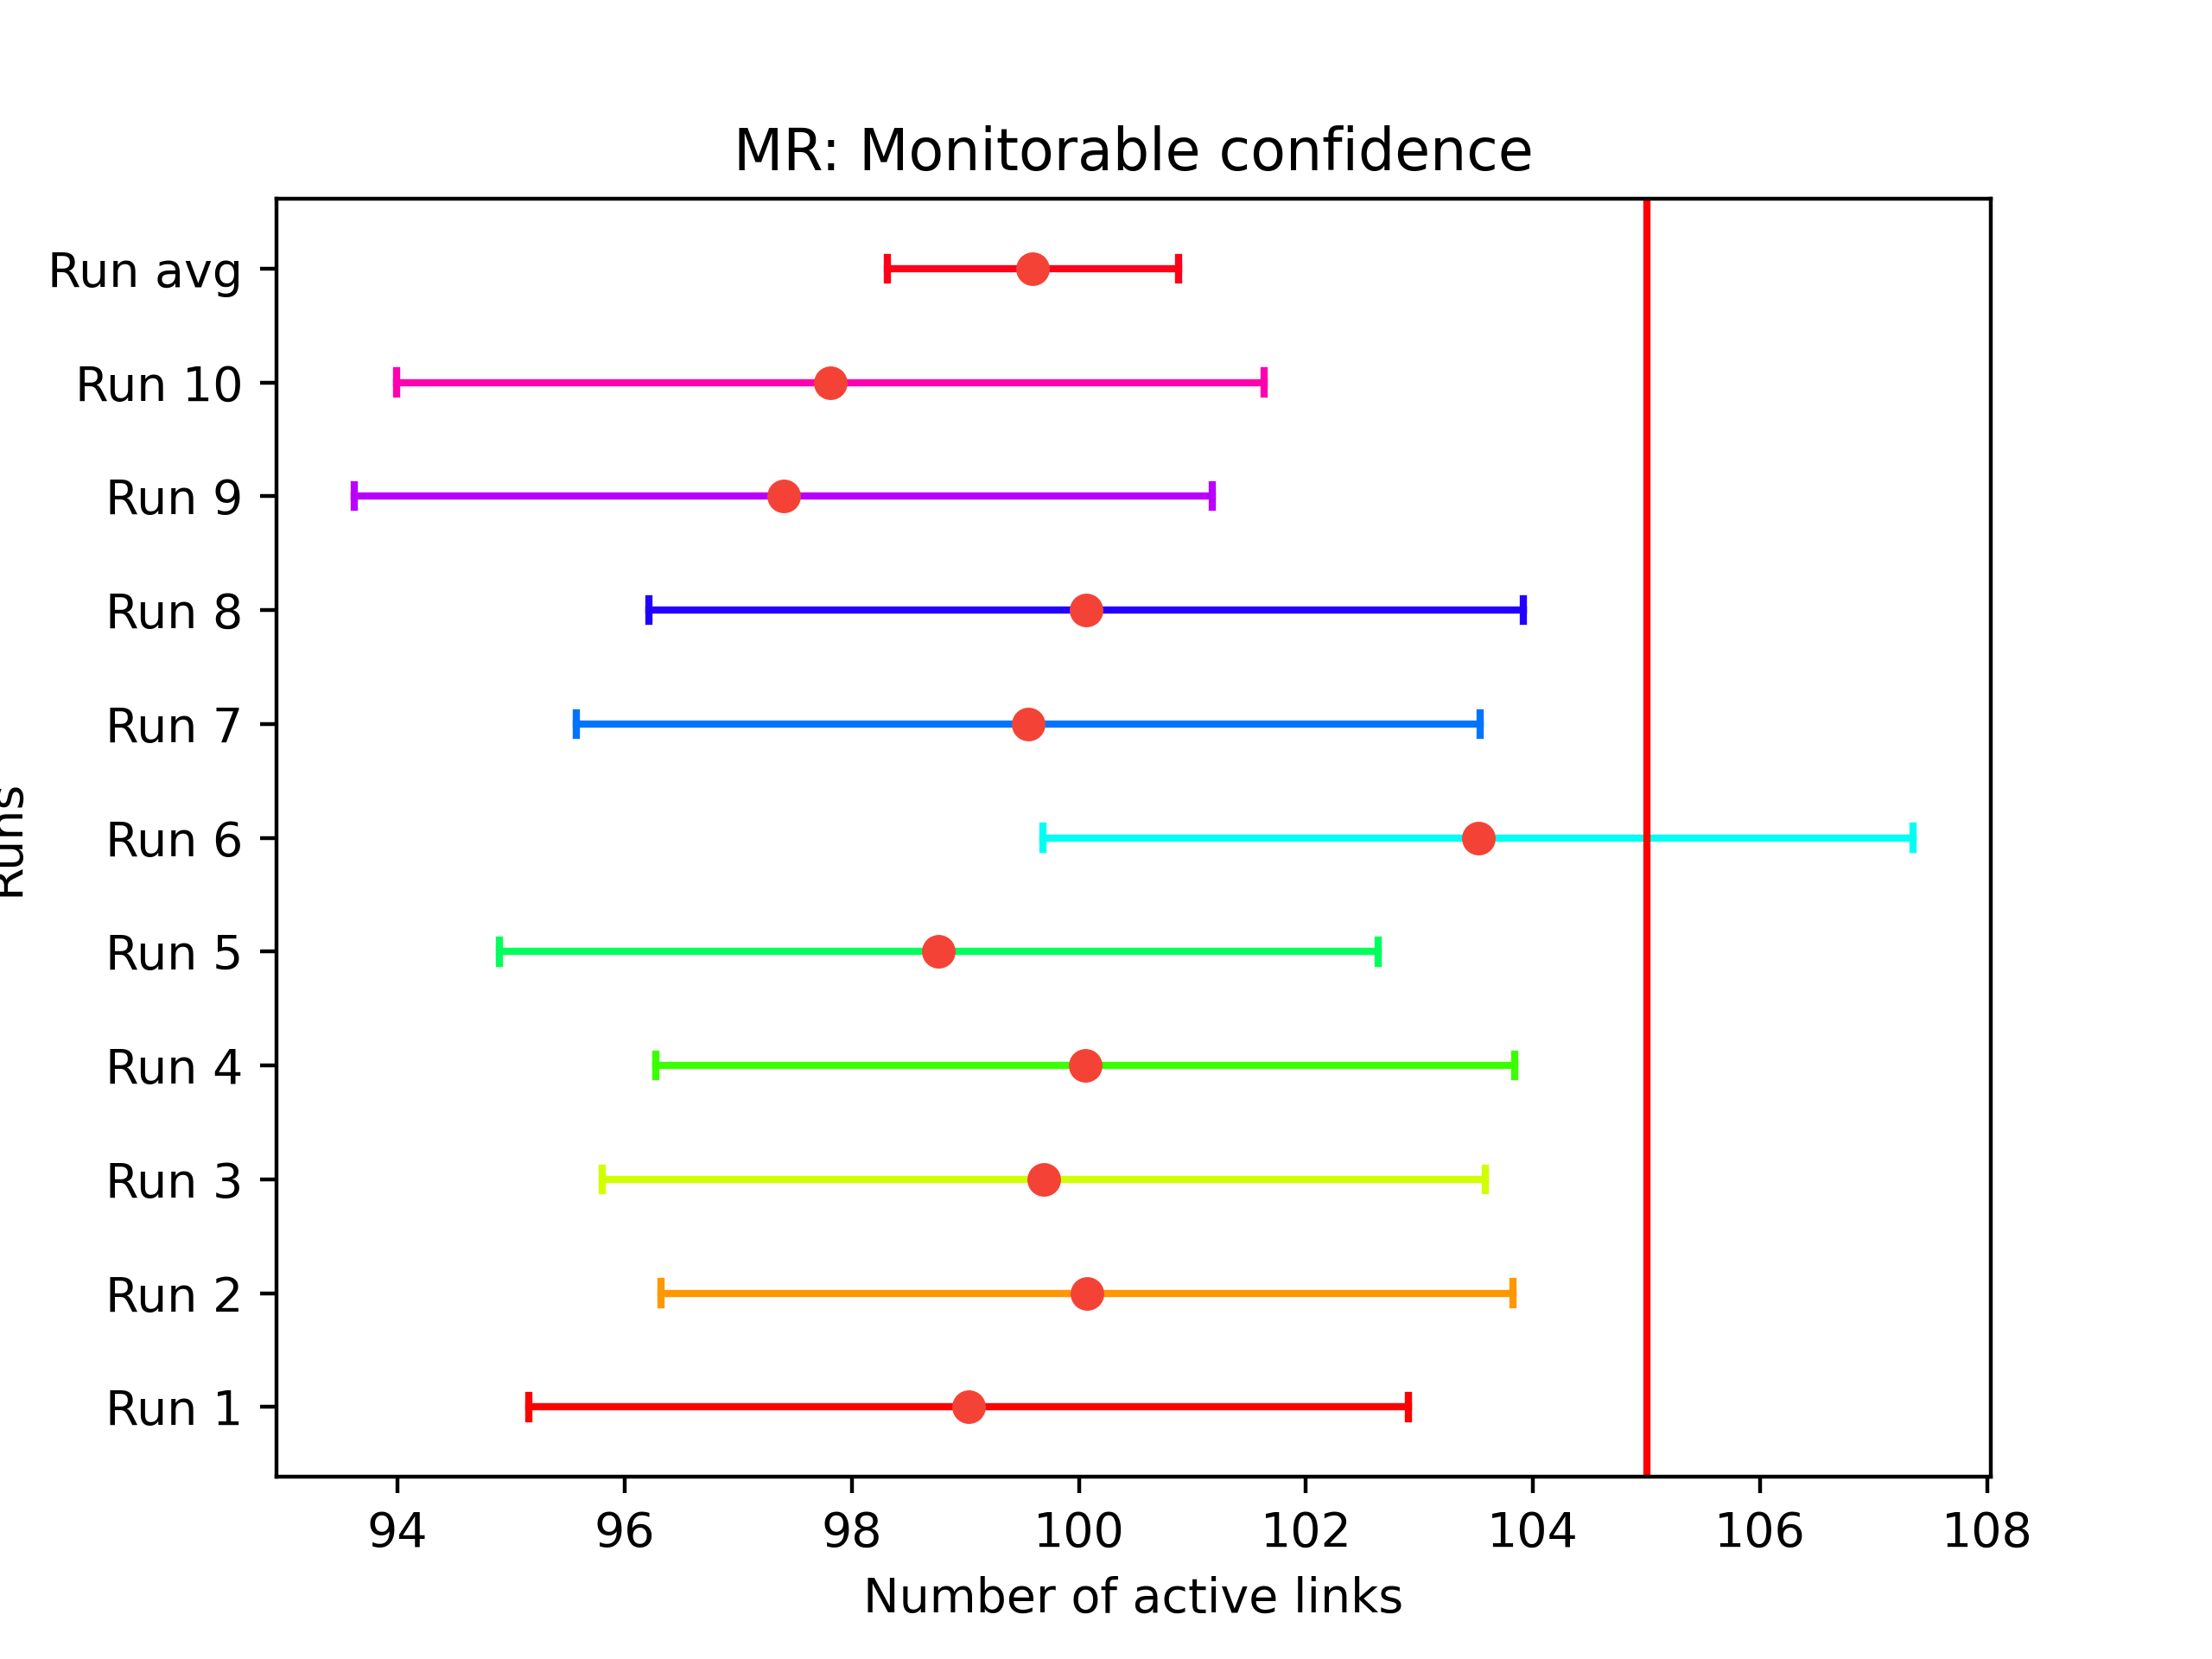 MR: Monitorable confidence
Run avg
Run 10
Run 9
Run 8
Run 7
Run 6
Run 5
Run 4
Run 3
Run 2
Run 1
Runs
94 96 98 100 102 104 106 108
Number of active links